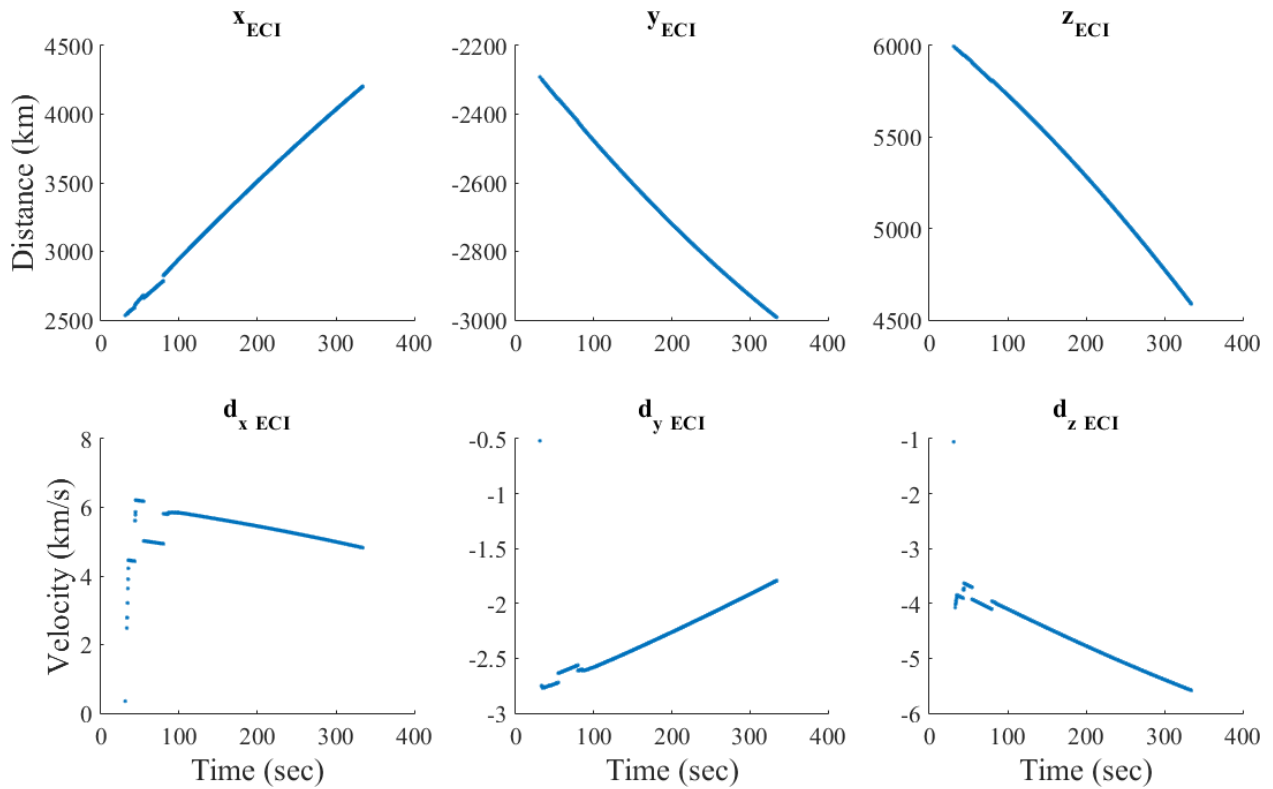 x_ECI
y_ECI
z_ECI
4500
4000
3500
3000
2500
-2200
-2400
-2600
-2800
-3000
6000
5500
5000
4500
Distance (km)
0 100 200 300 400
0 100 200 300 400
0 100 200 300 400
d_x ECI
d_y ECI
d_z ECI
8
6
4
2
0
-0.5
-1
-1.5
-2
-2.5
-3
-1
-2
-3
-4
-5
-6
Velocity (km/s)
0 100 200 300 400
0 100 200 300 400
0 100 200 300 400
Time (sec)
Time (sec)
Time (sec)